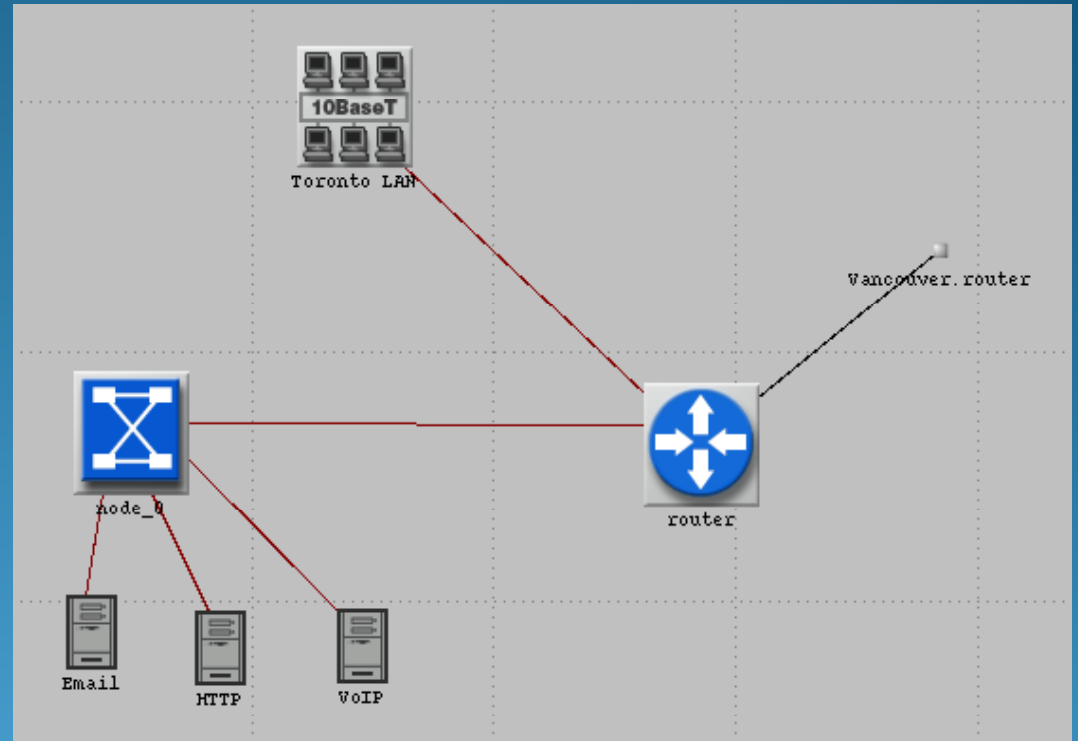 10BaseT
Toronto LAN
Vancouver.router
node_0
router
Email
HTTP
VoIP